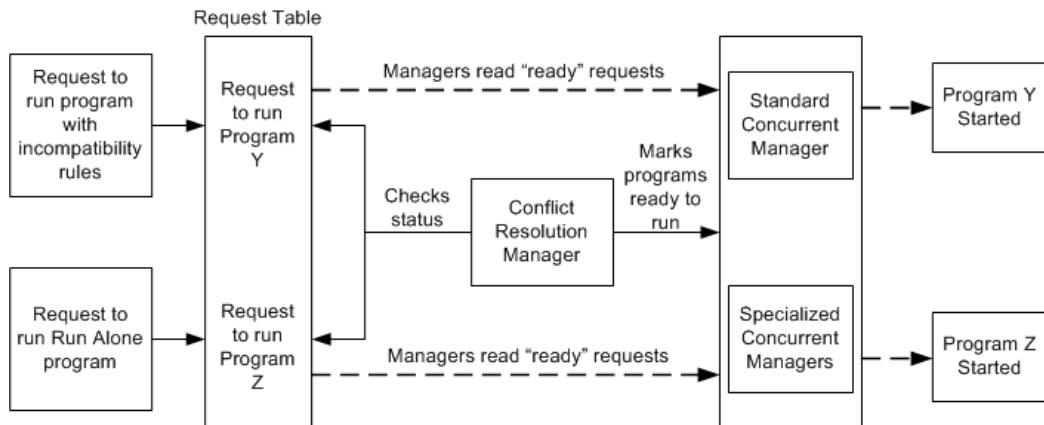 Request Table
Request to
run program
with
incompatibility
rules
Request
to run
Program
Y
Managers read “ready” requests
Standard
Concurrent
Manager
Program Y
Started
Checks
status
Conflict
Resolution
Manager
Marks
programs
ready to
run
Request to
run Run Alone
program
Request
to run
Program
Z
Managers read “ready” requests
Specialized
Concurrent
Managers
Program Z
Started